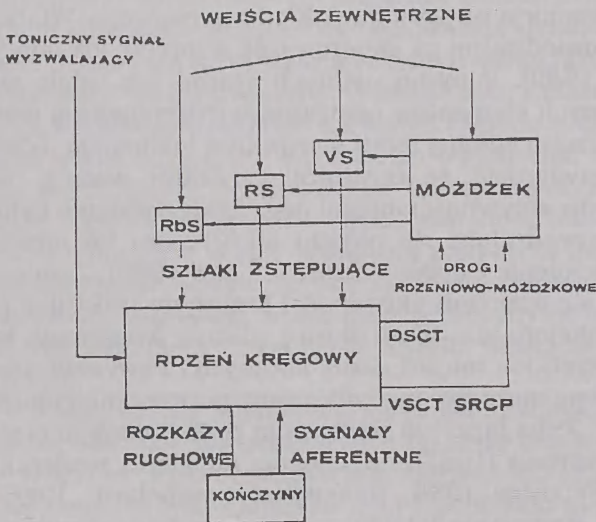 WEJŚCIA ZEWNĘTRZNE
TONICZNY SYGNAŁ
WYZWALAJĄCY
VS
RS
RbS
MÓŻDŻEK
SZLAKI ZSTĘPUJĄCE
DROGI
RDZENIOWO-MÓŻDŻKOWE
RDZEŃ KRĘGOWY
DSCT
VSCT SRCP
ROZKAZY
RUCHOWE
SYGNAŁY
AFERENTNE
KOŃCZYNY